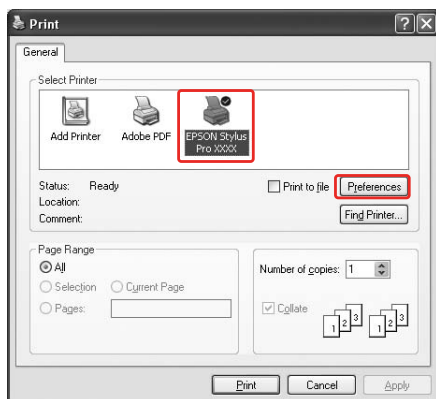 Print
General
Select Printer
Add Printer
Adobe PDF
EPSON Stylus
Pro XXXX
Status: Ready
Location:
Comment:
Print to file
Preferences
Find Printer...
Page Range
All
Selection
Current Page
Pages:
Number of copies: 1
Collate
1 2 3 1 2 3
Print
Cancel
Apply